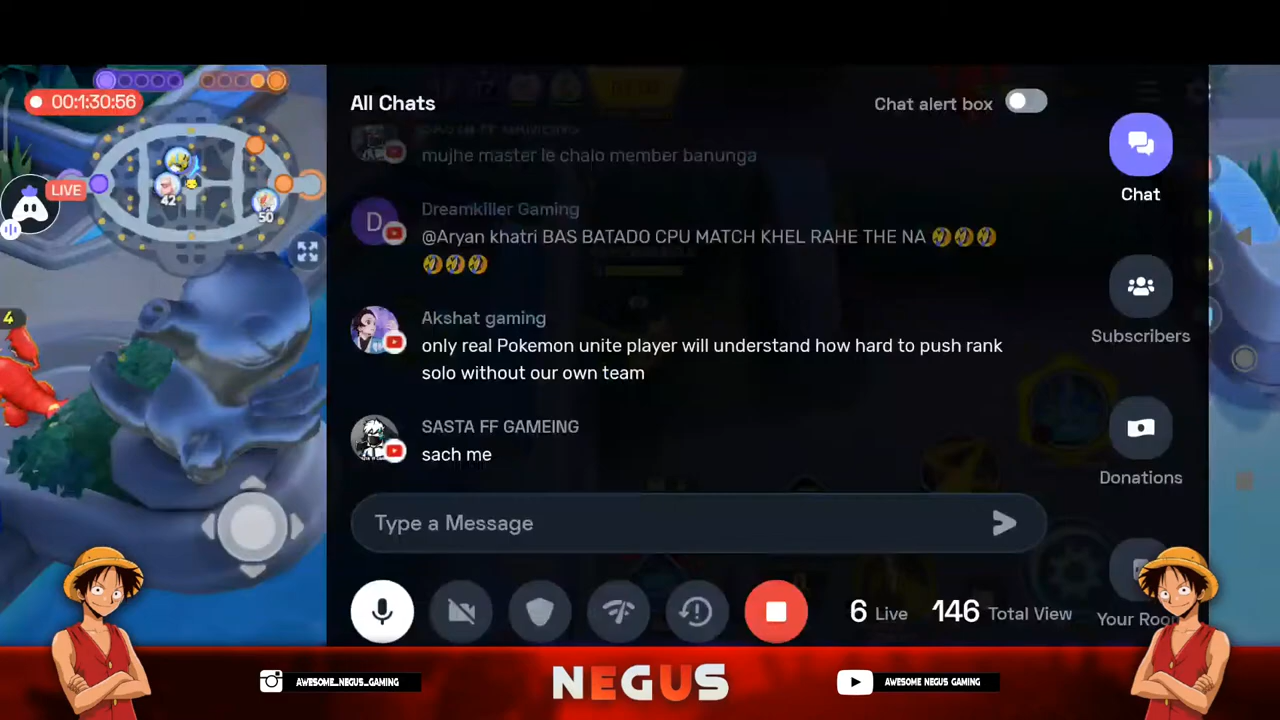 00:1:30:56
LIVE
42
50
4
All Chats
Chat alert box
SASTA FF GAMEING
mujhe master le chalo member banunga
D
Dreamkiller Gaming
@Aryan khatri BAS BATADO CPU MATCH KHEL RAHE THE NA 🤣🤣🤣
🤣🤣🤣
Akshat gaming
only real Pokemon unite player will understand how hard to push rank
solo without our own team
SASTA FF GAMEING
sach me
Type a Message
Chat
Subscribers
Donations
6 Live 146 Total View
AWESOME_NEGUS_GAMING
NEGUS
AWESOME NEGUS GAMING